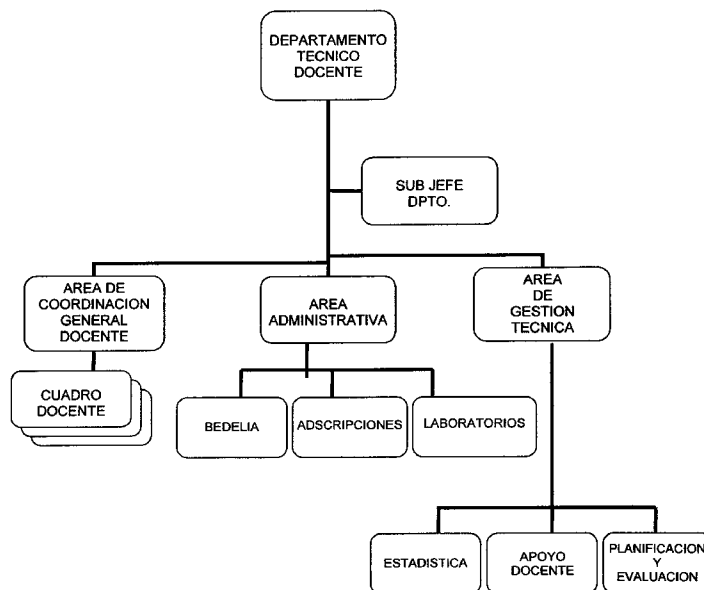 DEPARTAMENTO
TECNICO
DOCENTE
SUB JEFE
DPTO.
AREA DE
COORDINACION
GENERAL
DOCENTE
AREA
ADMINISTRATIVA
AREA
DE
GESTION
TECNICA
CUADRO
DOCENTE
BEDELIA
ADSCRIPCIONES
LABORATORIOS
ESTADISTICA
APOYO
DOCENTE
PLANIFICACION
Y
EVALUACION